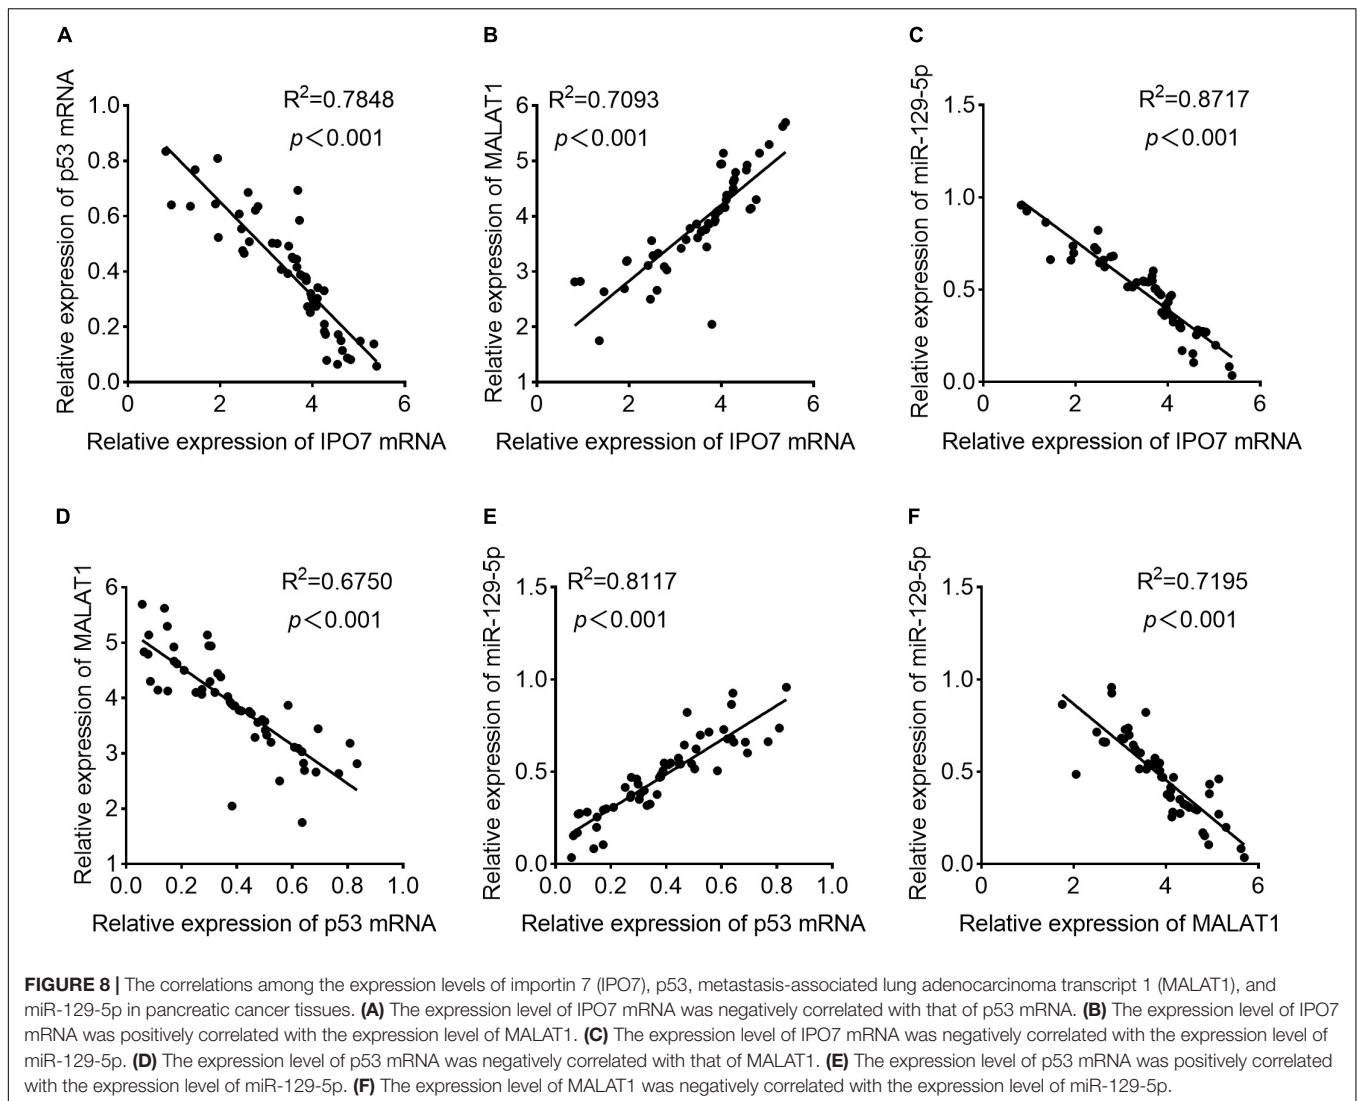 A
R²=0.7848
p<0.001
Relative expression of p53 mRNA
1.0
0.8
0.6
0.4
0.2
0.0
0 2 4 6
Relative expression of IPO7 mRNA
B
R²=0.7093
p<0.001
Relative expression of MALAT1
6
5
4
3
2
1
0 2 4 6
Relative expression of IPO7 mRNA
C
R²=0.8717
p<0.001
Relative expression of miR-129-5p
1.5
1.0
0.5
0.0
0 2 4 6
Relative expression of IPO7 mRNA
D
R²=0.6750
p<0.001
Relative expression of MALAT1
6
5
4
3
2
1
0.0 0.2 0.4 0.6 0.8 1.0
Relative expression of p53 mRNA
E
R²=0.8117
p<0.001
Relative expression of miR-129-5p
1.5
1.0
0.5
0.0
0.0 0.2 0.4 0.6 0.8 1.0
Relative expression of p53 mRNA
F
R²=0.7195
p<0.001
Relative expression of miR-129-5p
1.5
1.0
0.5
0.0
0 2 4 6
Relative expression of MALAT1
FIGURE 8 | The correlations among the expression levels of importin 7 (IPO7), p53, metastasis-associated lung adenocarcinoma transcript 1 (MALAT1), and
miR-129-5p in pancreatic cancer tissues. (A) The expression level of IPO7 mRNA was negatively correlated with that of p53 mRNA. (B) The expression level of IPO7
mRNA was positively correlated with the expression level of MALAT1. (C) The expression level of IPO7 mRNA was negatively correlated with the expression level of
miR-129-5p. (D) The expression level of p53 mRNA was negatively correlated with that of MALAT1. (E) The expression level of p53 mRNA was positively correlated
with the expression level of miR-129-5p. (F) The expression level of MALAT1 was negatively correlated with the expression level of miR-129-5p.